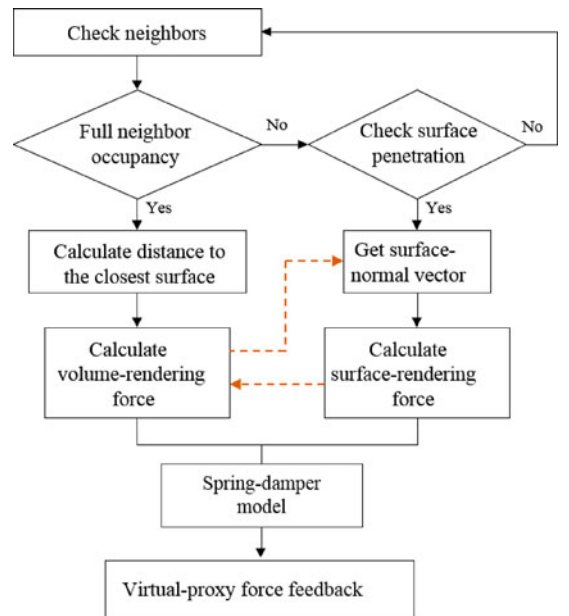 Check neighbors
Full neighbor
occupancy
No
Check surface
penetration
No
Yes
Yes
Calculate distance to
the closest surface
Get surface-
normal vector
Calculate
volume-rendering
force
Calculate
surface-rendering
force
Spring-damper
model
Virtual-proxy force feedback